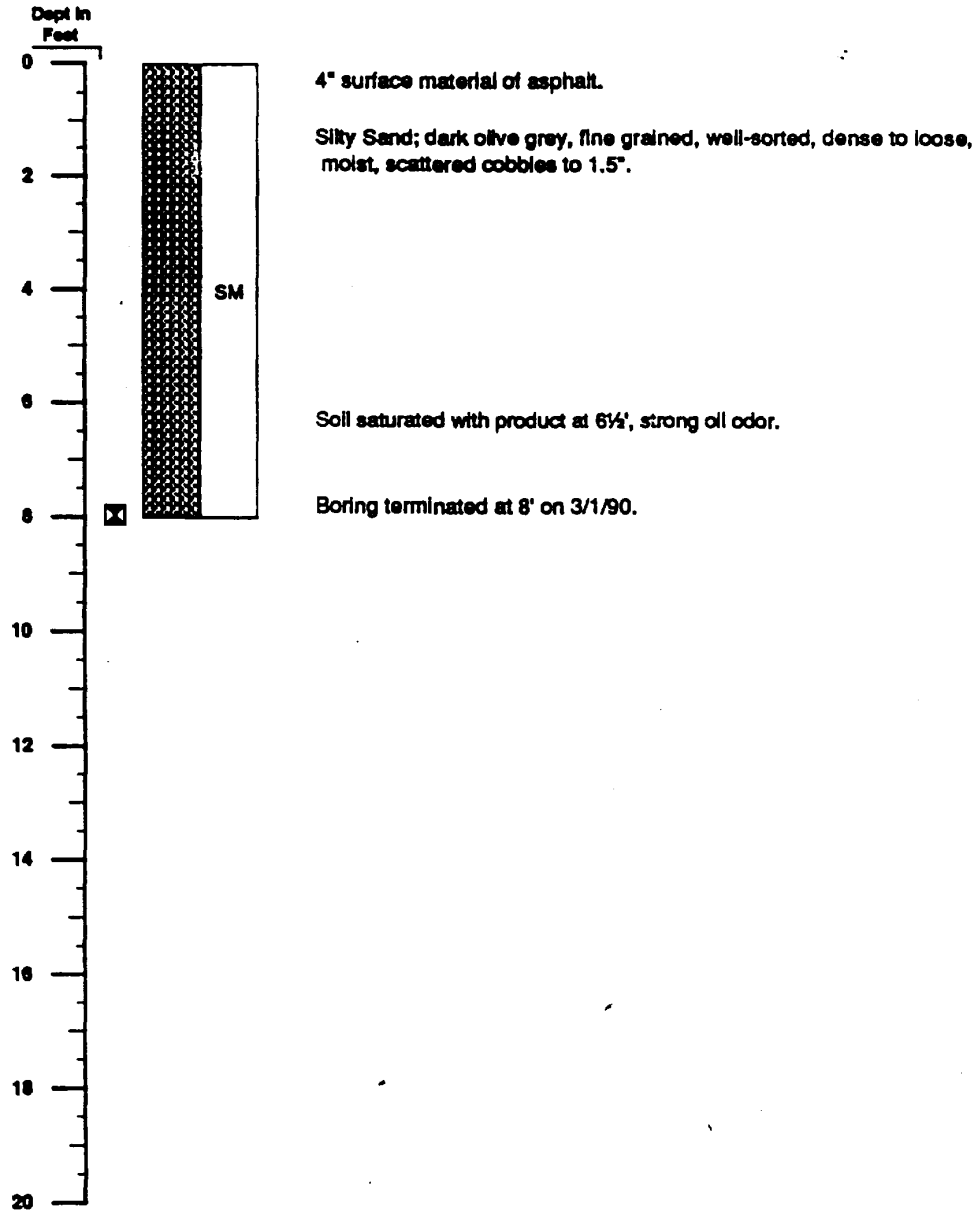 Dept in
Feet
0
4" surface material of asphalt.
Silty Sand; dark olive grey, fine grained, well-sorted, dense to loose,
moist, scattered cobbles to 1.5".
2
4
SM
6
Soil saturated with product at 6½', strong oil odor.
8
Boring terminated at 8' on 3/1/90.
10
12
14
16
18
20